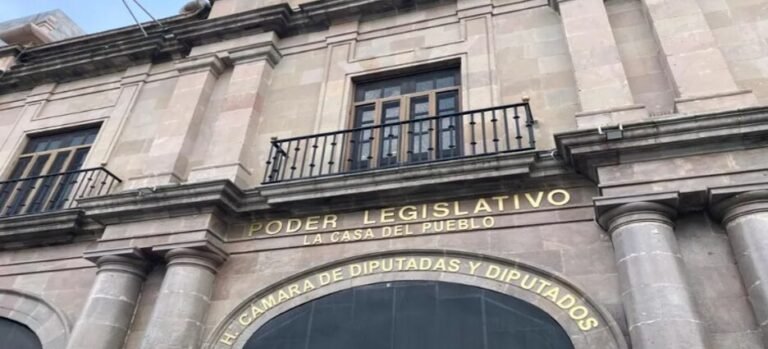 PODER LEGISLATIVO
LA CASA DEL PUEBLO
H. CÁMARA DE DIPUTADAS Y DIPUTADOS